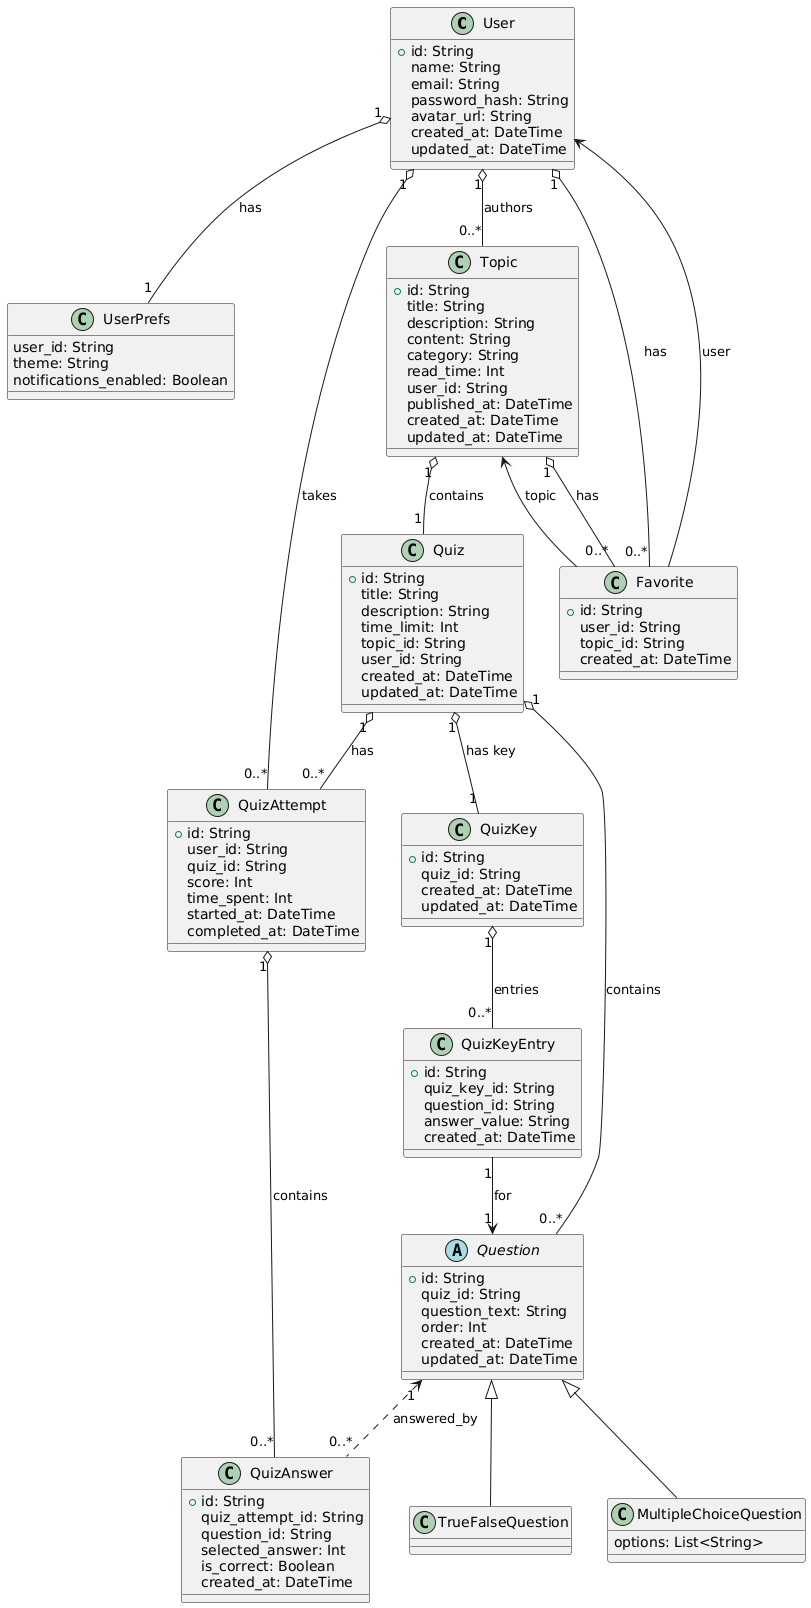 C User
id: String
name: String
email: String
password_hash: String
avatar_url: String
created_at: DateTime
updated_at: DateTime
1
1
1
1
has
authors
0..*
1
C UserPrefs
user_id: String
theme: String
notifications_enabled: Boolean
C Topic
id: String
title: String
description: String
content: String
category: String
read_time: Int
user_id: String
published_at: DateTime
created_at: DateTime
updated_at: DateTime
has
user
takes
1
contains
1
topic
1
has
0..*
0..*
C Quiz
id: String
title: String
description: String
time_limit: Int
topic_id: String
user_id: String
created_at: DateTime
updated_at: DateTime
C Favorite
id: String
user_id: String
topic_id: String
created_at: DateTime
1
has
1
has key
1
0..*
0..*
1
C QuizAttempt
id: String
user_id: String
quiz_id: String
score: Int
time_spent: Int
started_at: DateTime
completed_at: DateTime
C QuizKey
id: String
quiz_id: String
created_at: DateTime
updated_at: DateTime
1
1
entries
0..*
contains
C QuizKeyEntry
id: String
quiz_key_id: String
question_id: String
answer_value: String
created_at: DateTime
contains
1
for
1
0..*
A Question
id: String
quiz_id: String
question_text: String
order: Int
created_at: DateTime
updated_at: DateTime
1
answered_by
0..*
0..*
C QuizAnswer
id: String
quiz_attempt_id: String
question_id: String
selected_answer: Int
is_correct: Boolean
created_at: DateTime
C TrueFalseQuestion
C MultipleChoiceQuestion
options: List<String>